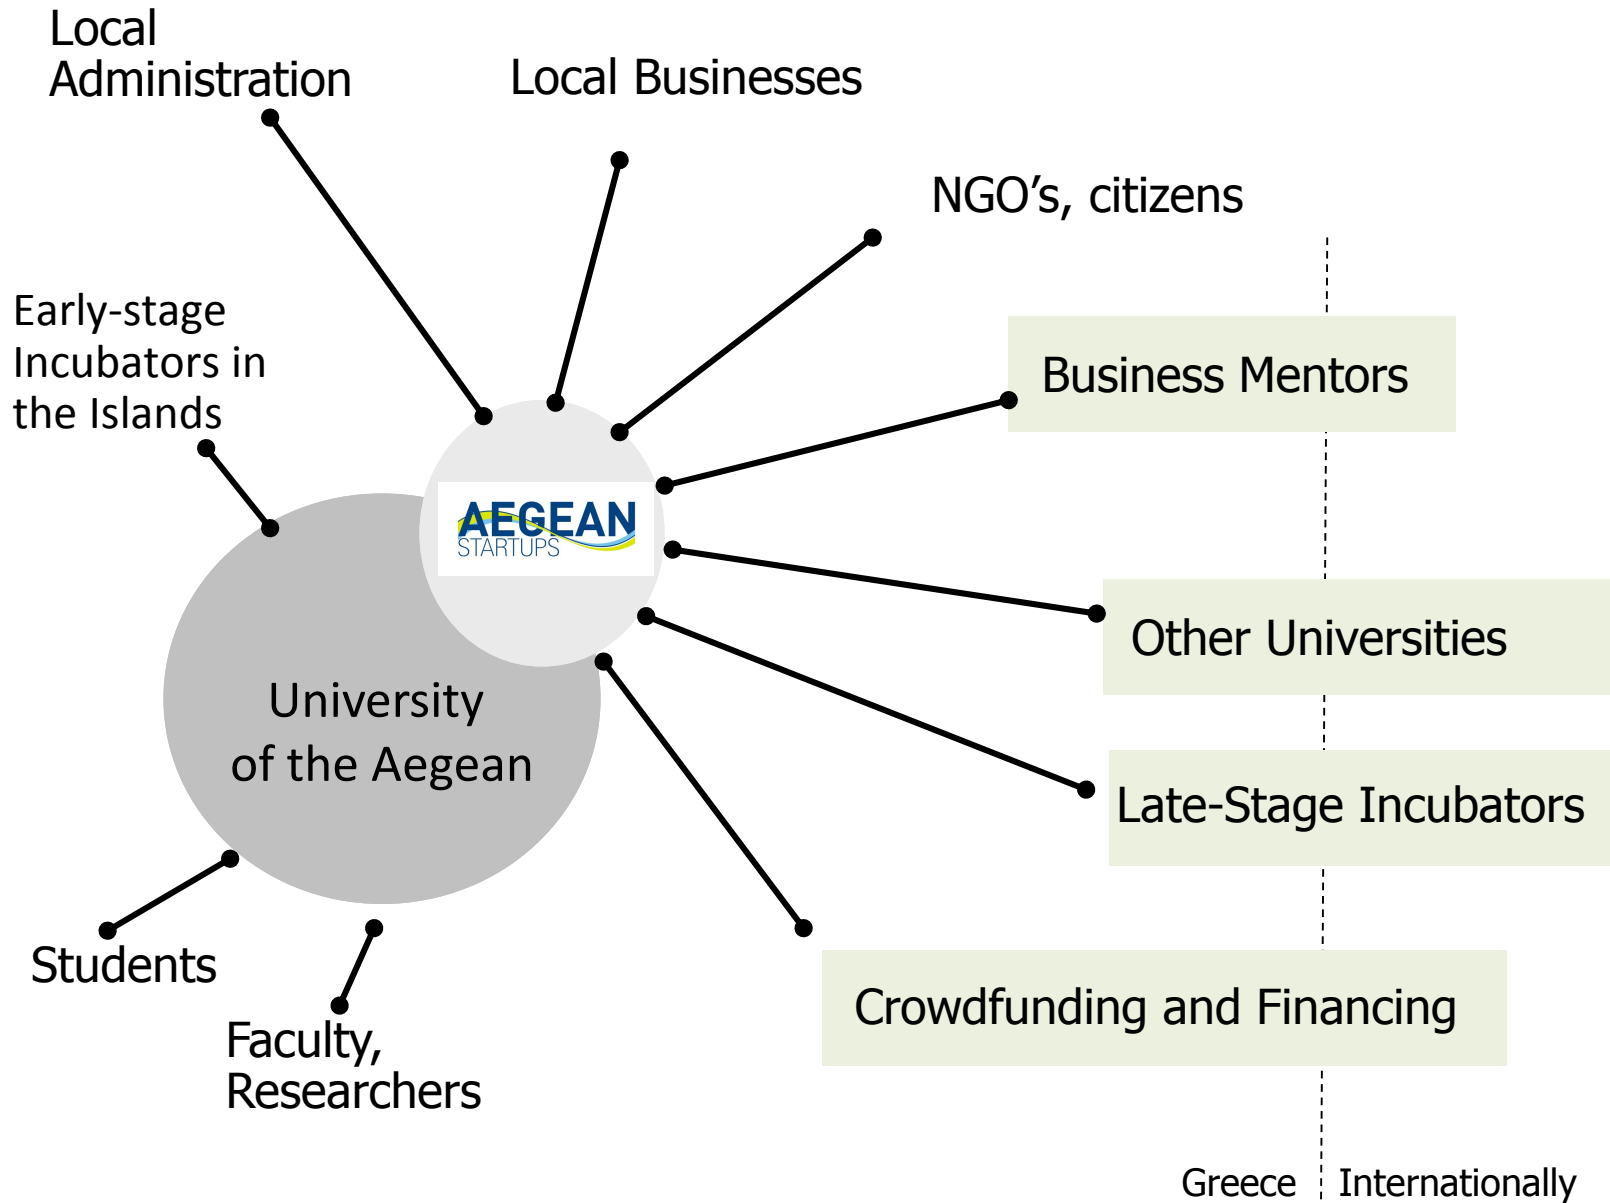 Local
Administration
Local Businesses
NGO’s, citizens
Early-stage
Incubators in
the Islands
Business Mentors
AEGEAN
STARTUPS
Other Universities
University
of the Aegean
Late-Stage Incubators
Students
Crowdfunding and Financing
Faculty,
Researchers
Greece
Internationally